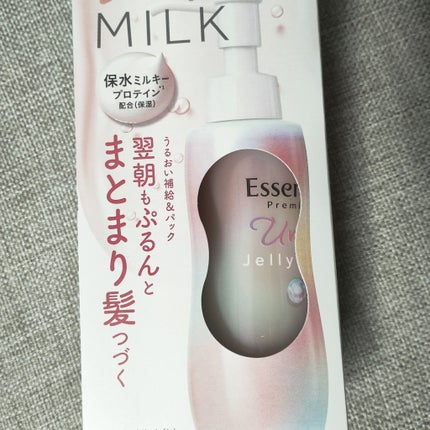 MILK
保水ミルキー
プロテイン*¹
配合(保湿)
うるおい補給&パック
翌朝もぷるんと
まとまり髪つづく
Essen
Premi
Jelly